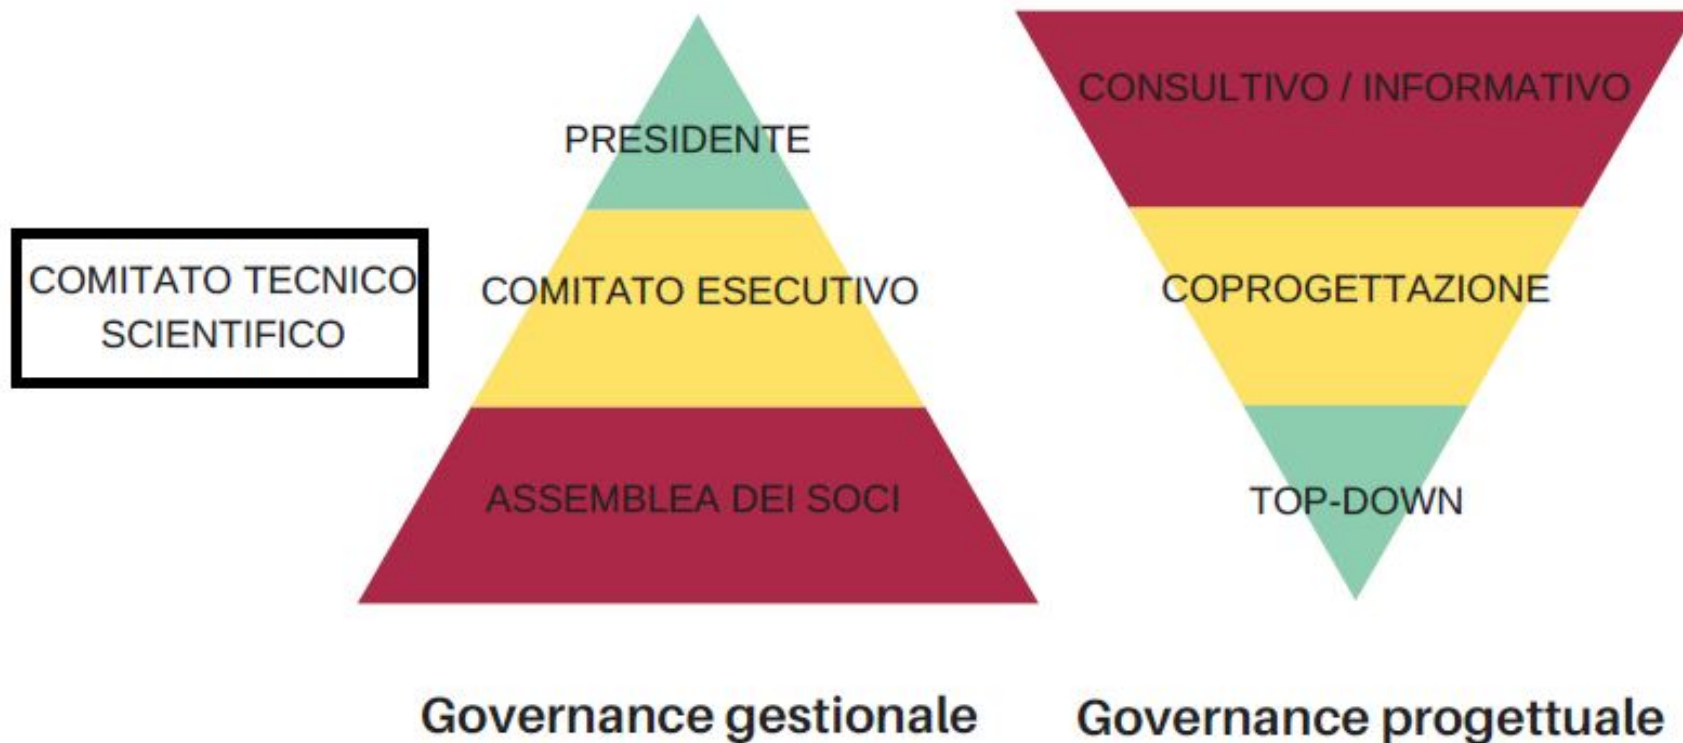 PRESIDENTE
COMITATO TECNICO
SCIENTIFICO
COMITATO ESECUTIVO
ASSEMBLEA DEI SOCI
Governance gestionale
CONSULTIVO / INFORMATIVO
COPROGETTAZIONE
TOP-DOWN
Governance progettuale